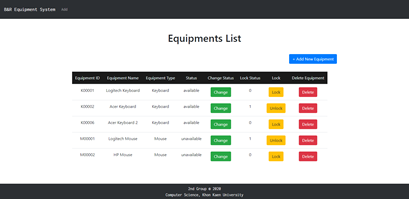 B&R Equipment System Add
Equipments List
+ Add New Equipment
Equipment ID Equipment Name Equipment Type Status Change Status Lock Status Lock Delete Equipment
K00001 Logitech Keyboard Keyboard available Change 0 Lock Delete
K00002 Acer Keyboard Keyboard available Change 1 Unlock Delete
Acer Keyboard 2 Keyboard available Change 0 Lock Delete
M00001 Logitech Mouse Mouse unavailable Change 1 Unlock Delete
M00002 HP Mouse Mouse unavailable Change 0 Lock Delete
2nd Group © 2020
Computer Science, Khon Kaen University